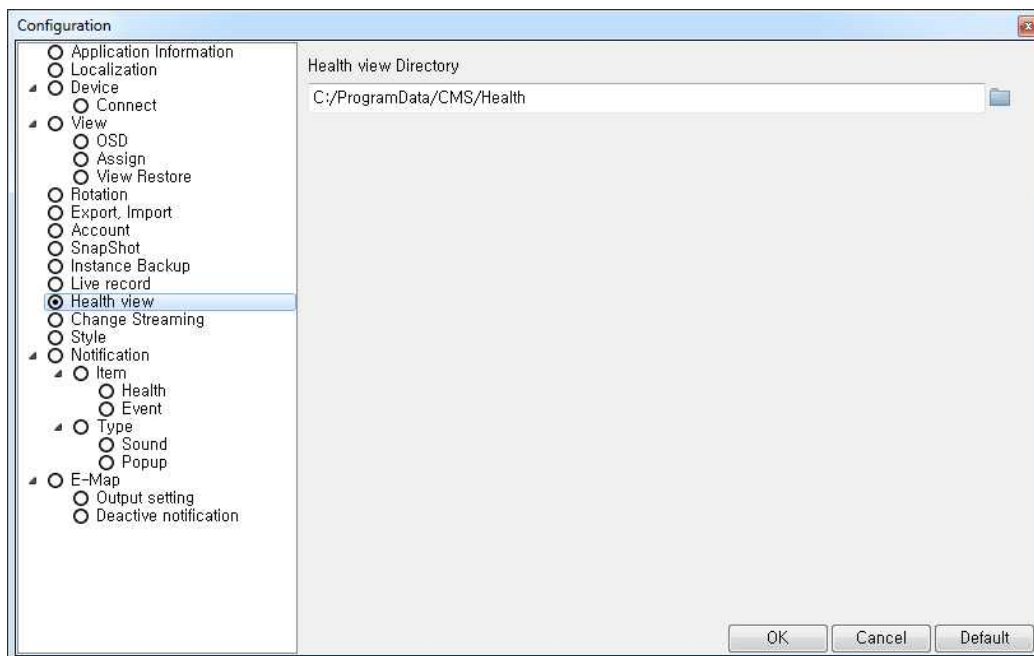 Configuration
Application Information
Localization
Device
Connect
View
OSD
Assign
View Restore
Rotation
Export, Import
Account
SnapShot
Instance Backup
Live record
Health view
Change Streaming
Style
Notification
Item
Health
Event
Type
Sound
Popup
E-Map
Output setting
Deactive notification
Health view Directory
C:/ProgramData/CMS/Health
OK
Cancel
Default